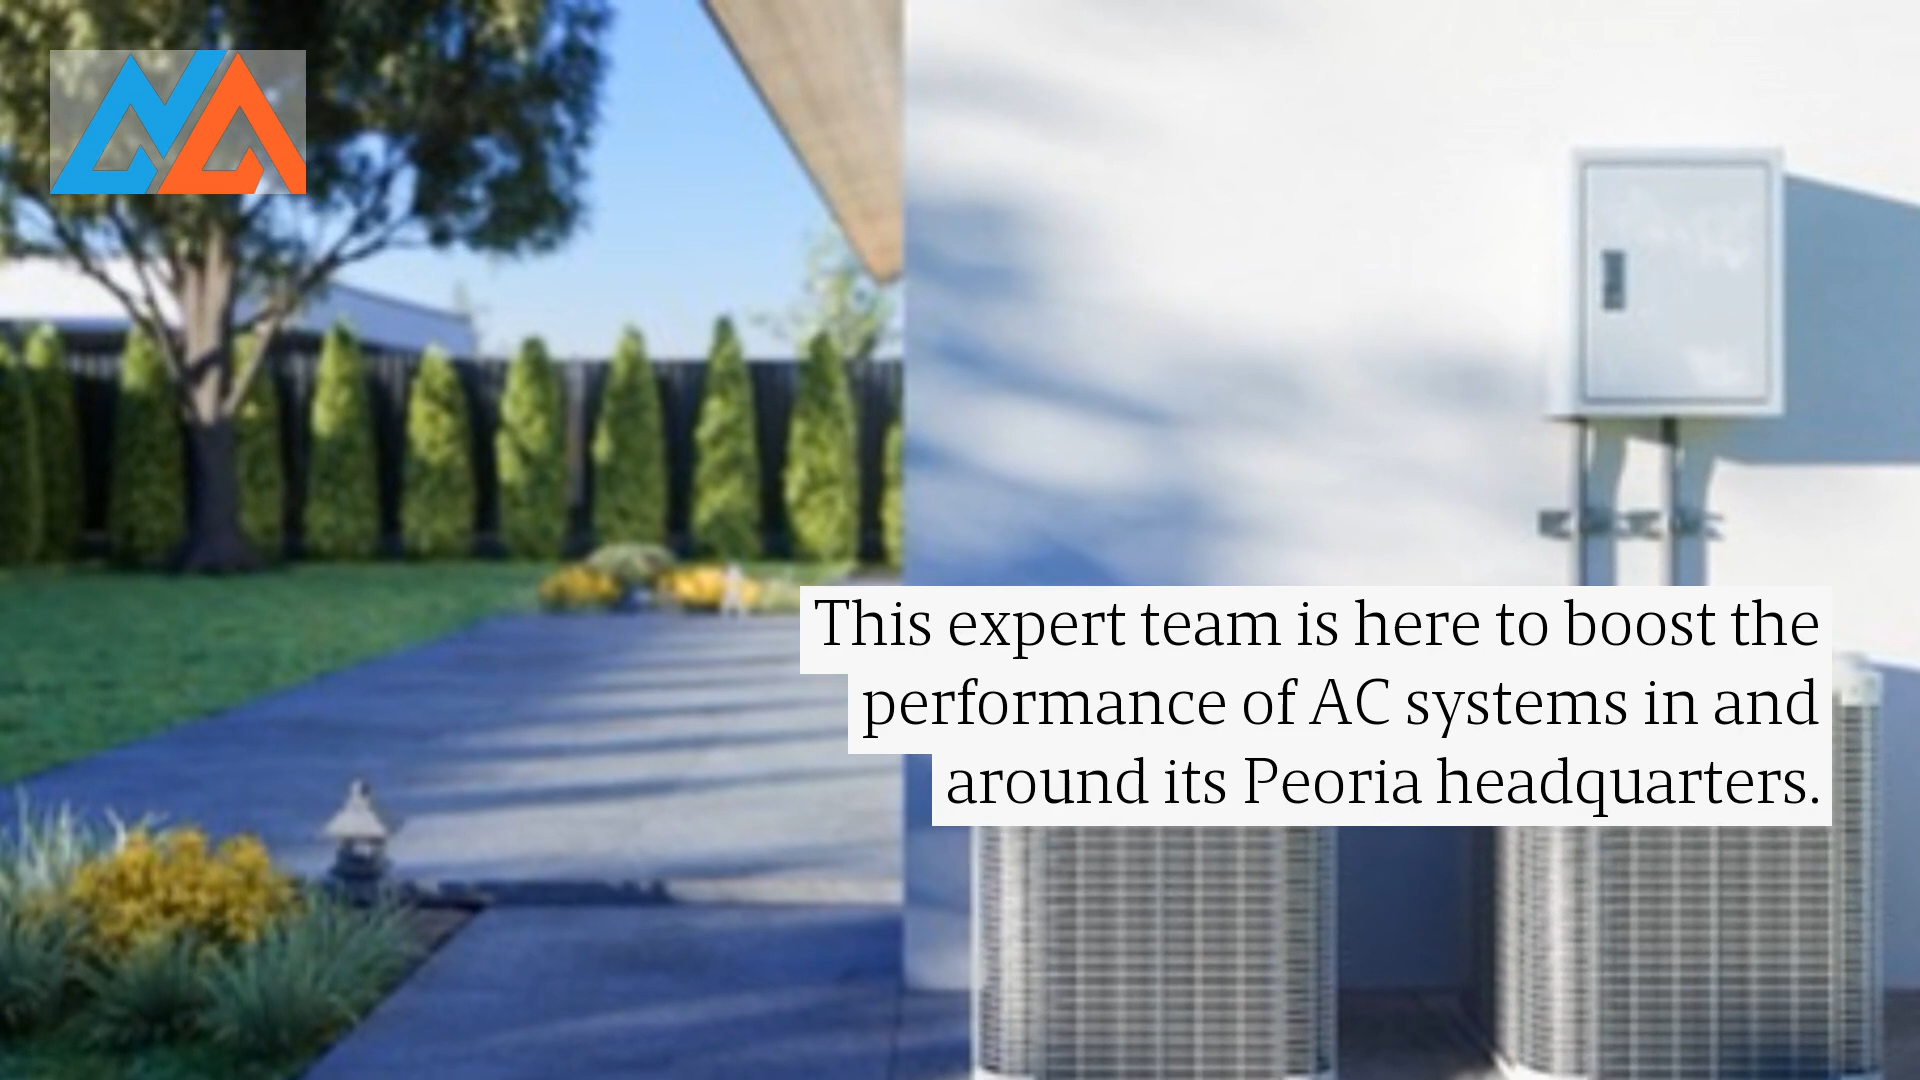 This expert team is here to boost the
performance of AC systems in and
around its Peoria headquarters.